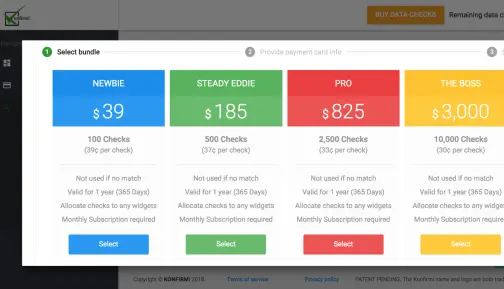 Konfirmi
BUY DATA CHECKS
Remaining data c
1 Select bundle
2 Provide payment card info
3
NEWBIE
$39
100 Checks
(39¢ per check)
Not used if no match
Valid for 1 year (365 Days)
Allocate checks to any widgets
Monthly Subscription required
Select
STEADY EDDIE
$185
500 Checks
(37¢ per check)
Not used if no match
Valid for 1 year (365 Days)
Allocate checks to any widgets
Monthly Subscription required
Select
PRO
$825
2,500 Checks
(33¢ per check)
Not used if no match
Valid for 1 year (365 Days)
Allocate checks to any widgets
Monthly Subscription required
Select
THE BOSS
$3,000
10,000 Checks
(30¢ per check)
Not used if no match
Valid for 1 year (365 Days)
Allocate checks to any widge
Monthly Subscription required
Select
Copyright © KONFIRMI 2018.
Terms of service
Privacy policy
PATENT PENDING. The Konfirmi name and logo are both trad